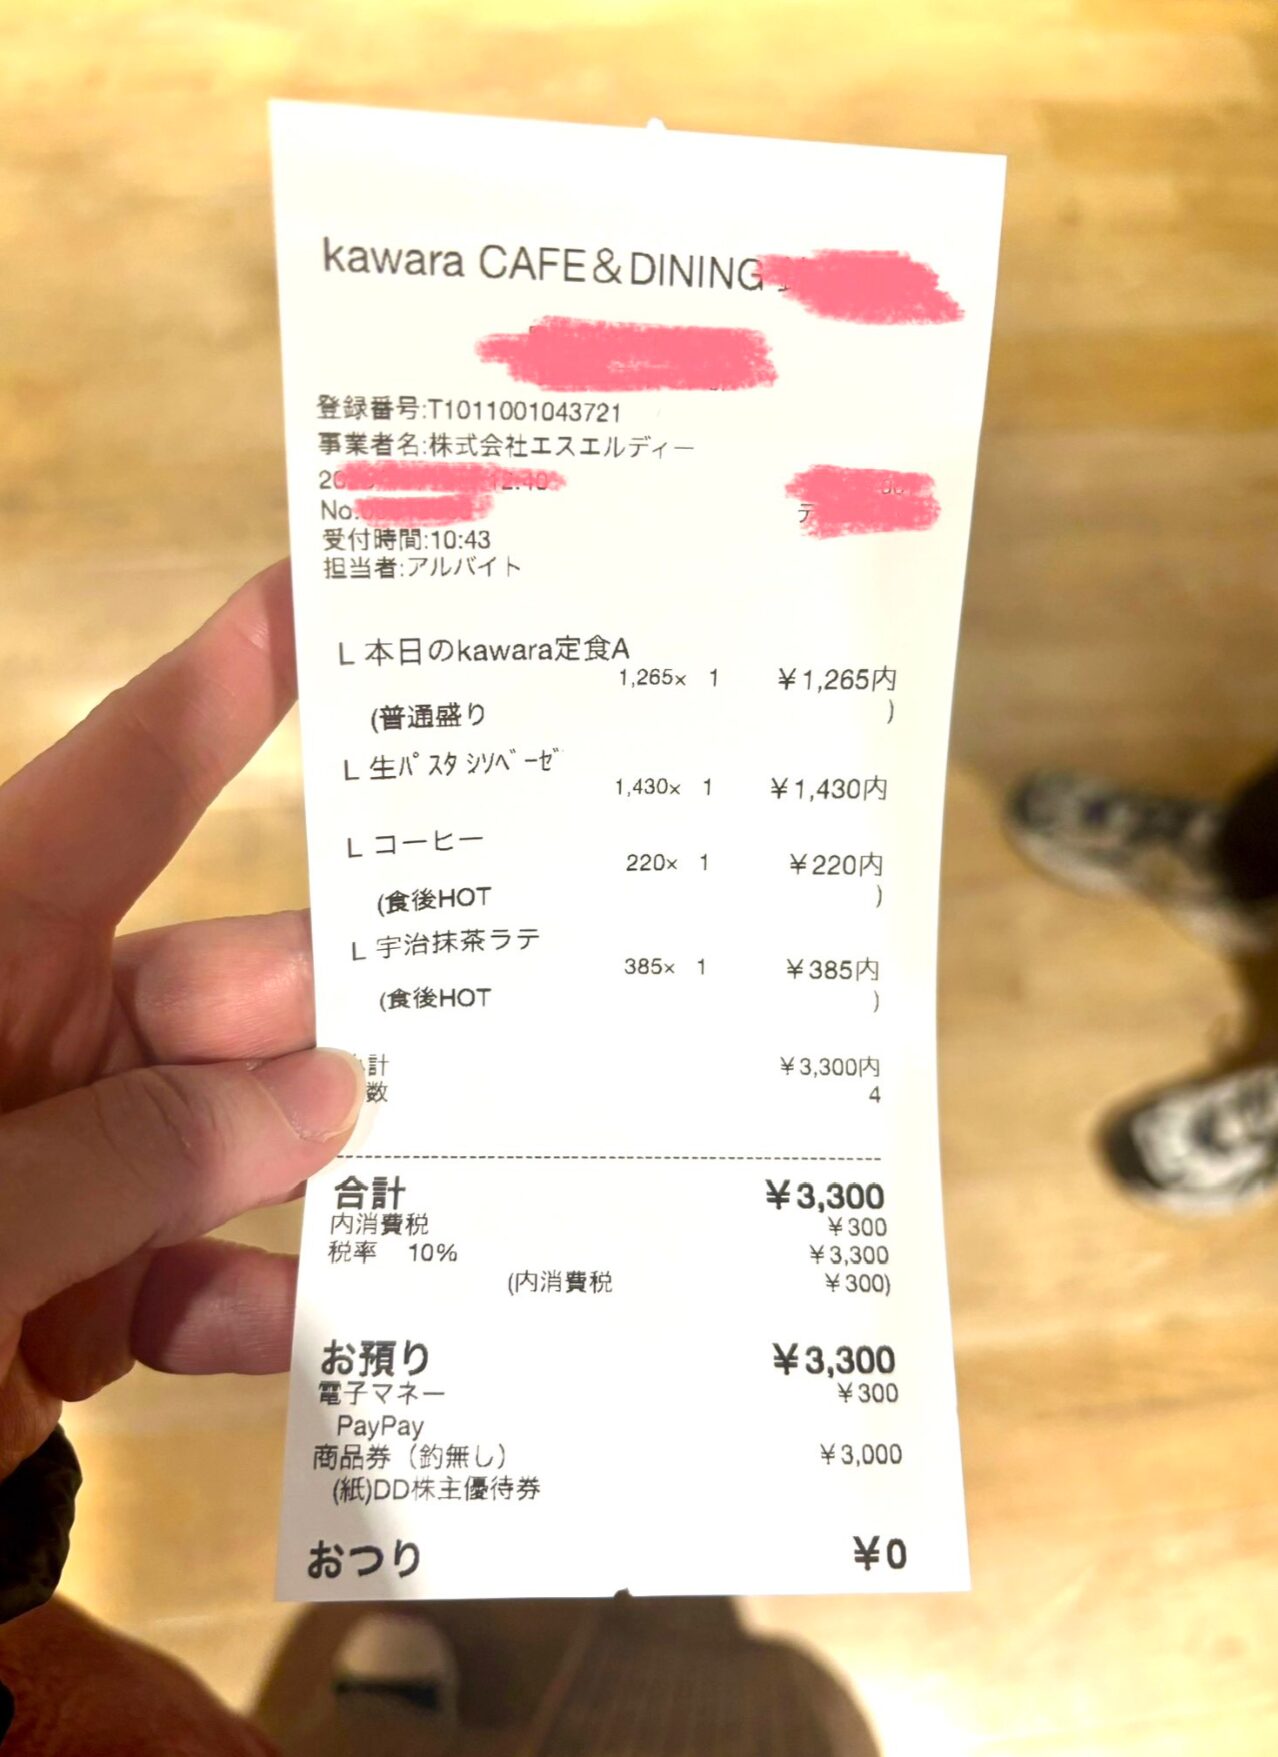 kawara CAFE&DINING
登録番号:T1011001043721
事業者名:株式会社エスエルディー
20
No.
受付時間:10:43
担当者:アルバイト
L 本日のkawara定食A
1,265× 1 ¥1,265内
(普通盛り )
L 生ﾊﾟｽﾀ ｼｿﾍﾞｰｾﾞ
1,430× 1 ¥1,430内
L コーヒー
220× 1 ¥220内
(食後HOT )
L 宇治抹茶ラテ
385× 1 ¥385内
(食後HOT )
計 ¥3,300内
数 4
合計 ¥3,300
内消費税 ¥300
税率 10% ¥3,300
(内消費税 ¥300)
お預り ¥3,300
電子マネー ¥300
PayPay
商品券（釣無し） ¥3,000
(紙)DD株主優待券
おつり ¥0